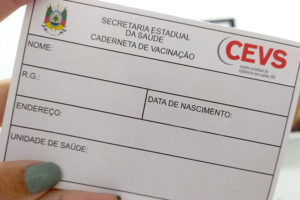 SECRETARIA ESTADUAL
DA SAÚDE
CADERNETA DE VACINAÇÃO
CEVS
NOME:
R.G.:
DATA DE NASCIMENTO:
ENDEREÇO:
UNIDADE DE SAÚDE: